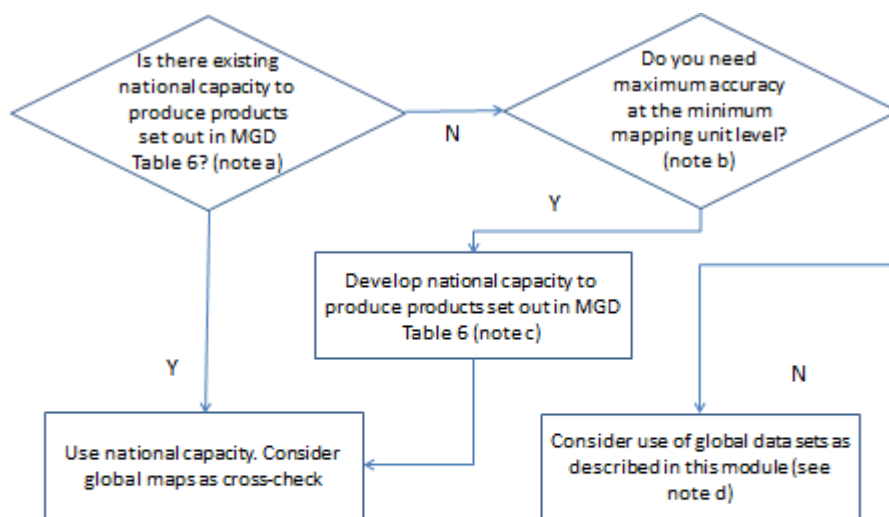 Is there existing
national capacity to
produce products
set out in MGD
Table 6? (note a)
N
Do you need
maximum accuracy
at the minimum
mapping unit level?
(note b)
Y
Develop national capacity to
produce products set out in MGD
Table 6 (note c)
Y
N
Use national capacity. Consider
global maps as cross-check
Consider use of global data sets as
described in this module (see
note d)